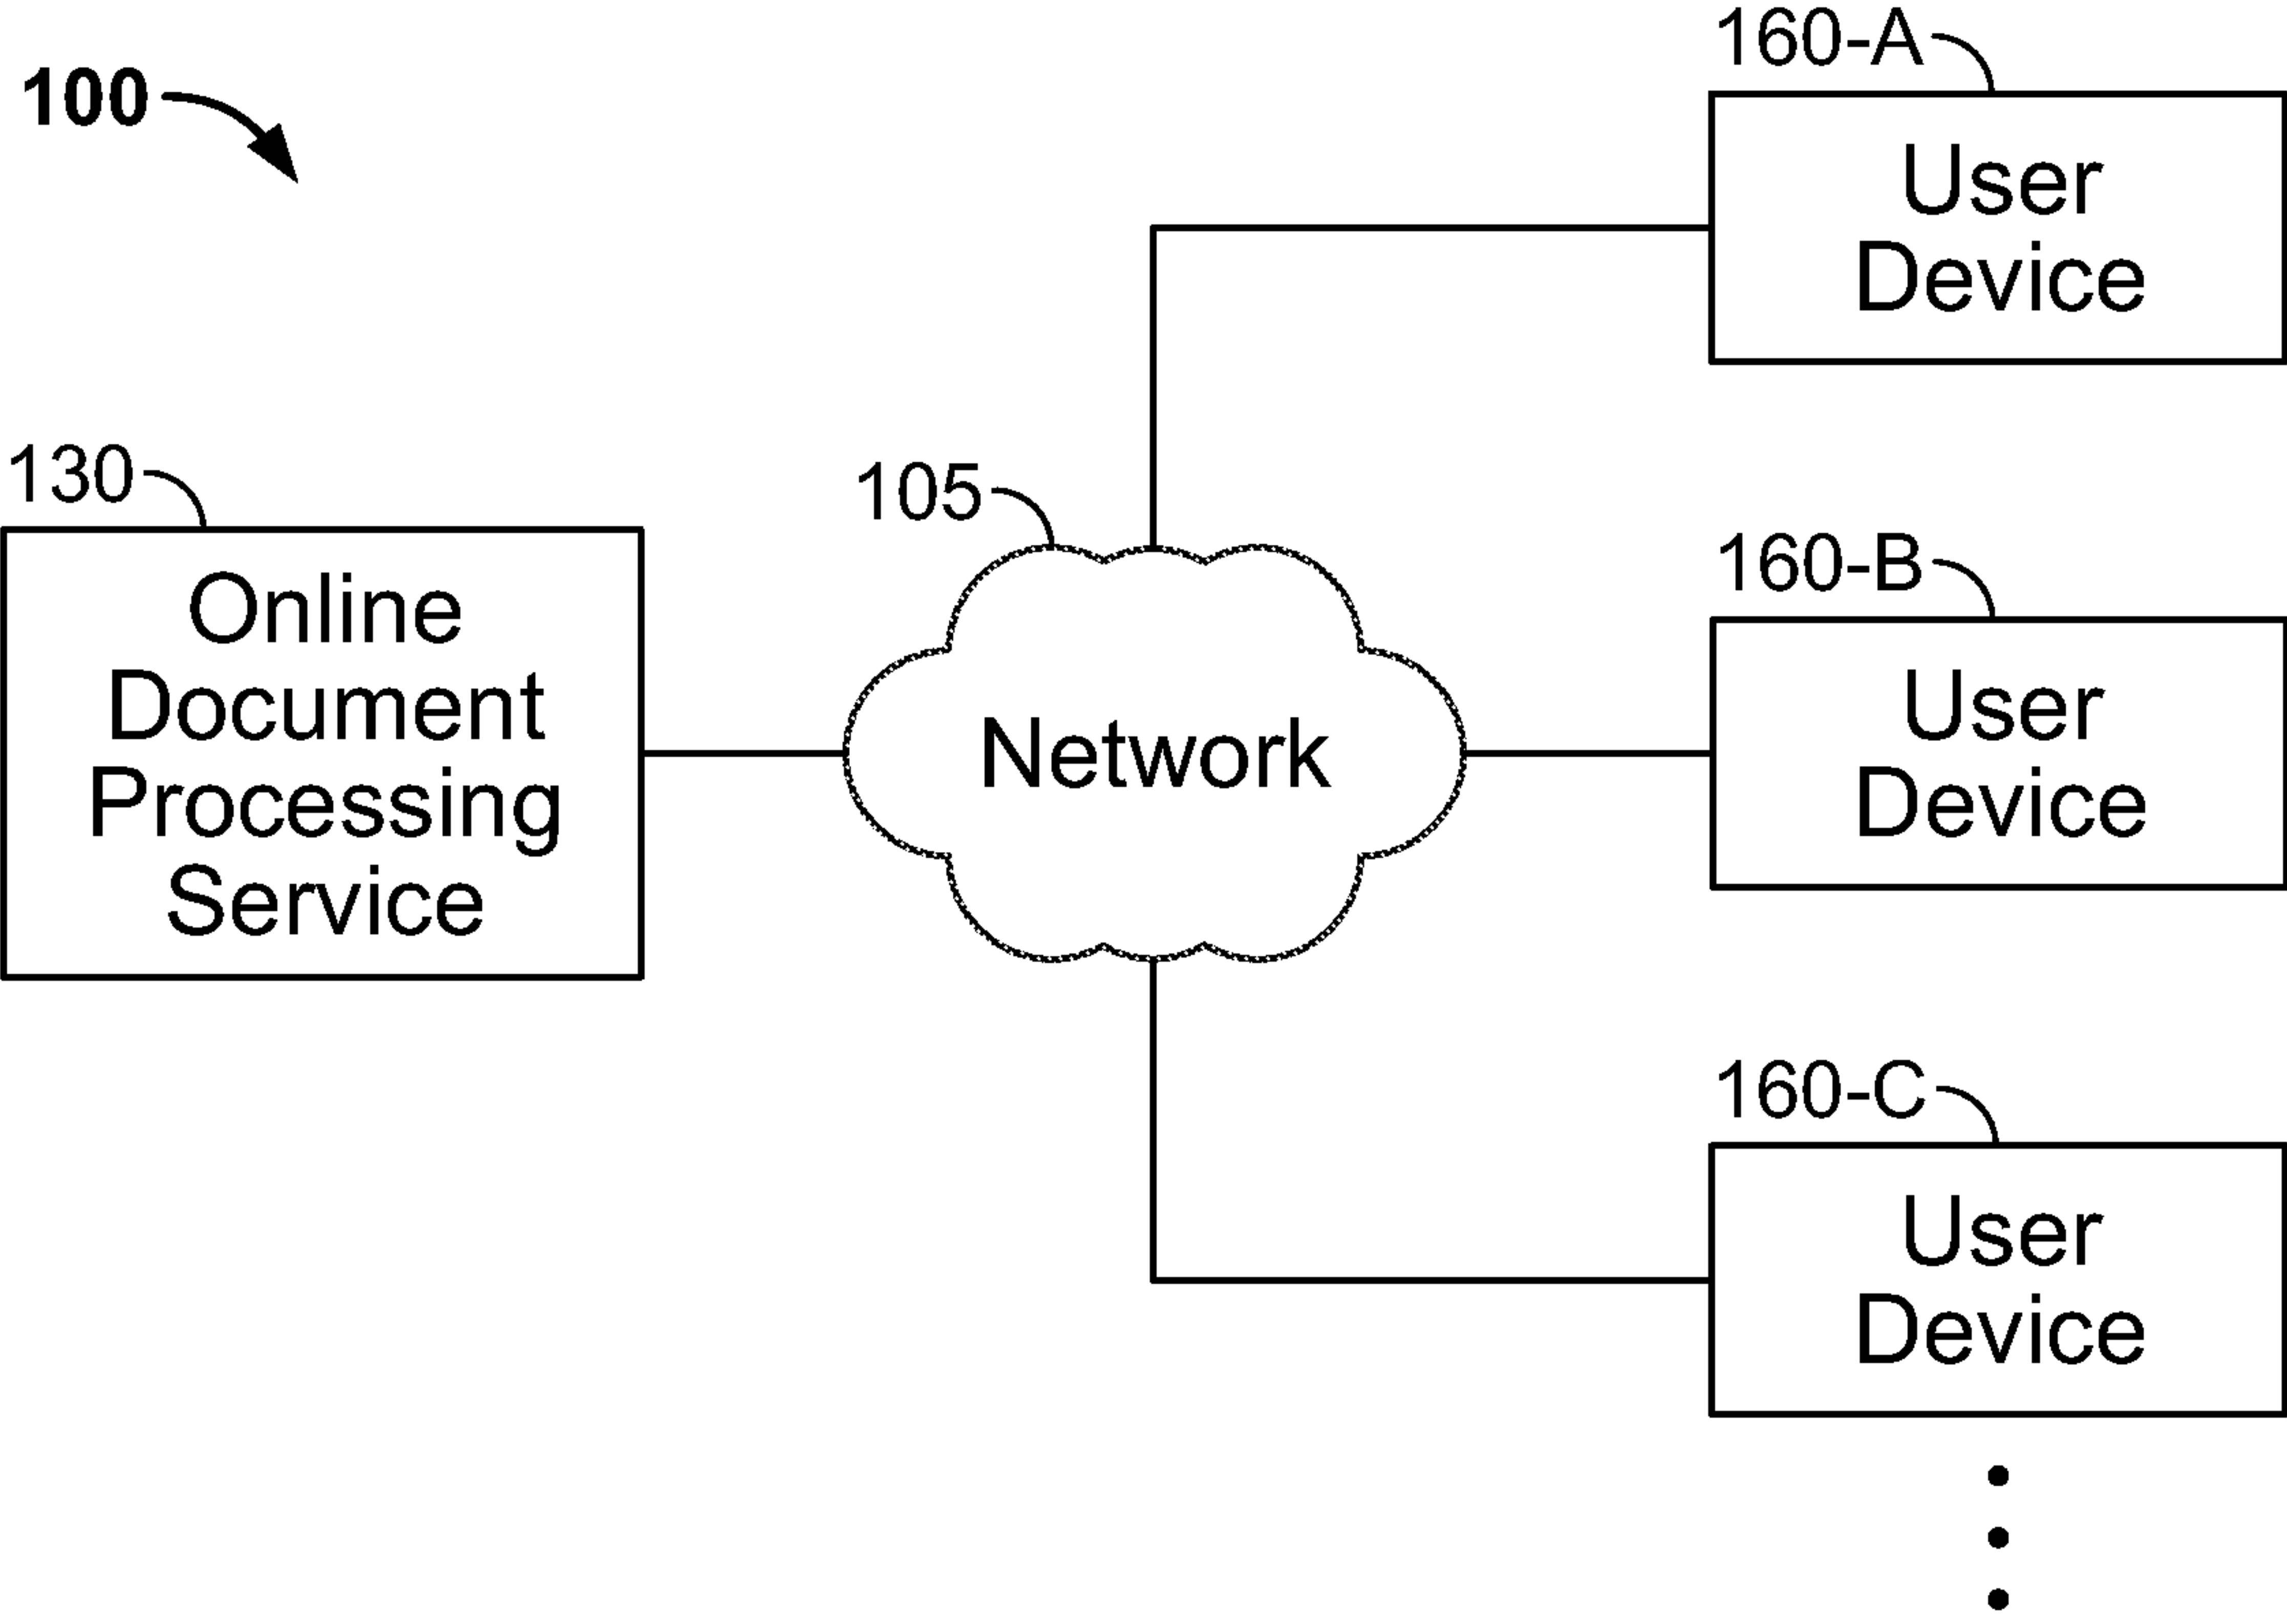 100
160-A
User
Device
130
Online
Document
Processing
Service
105
Network
160-B
User
Device
160-C
User
Device